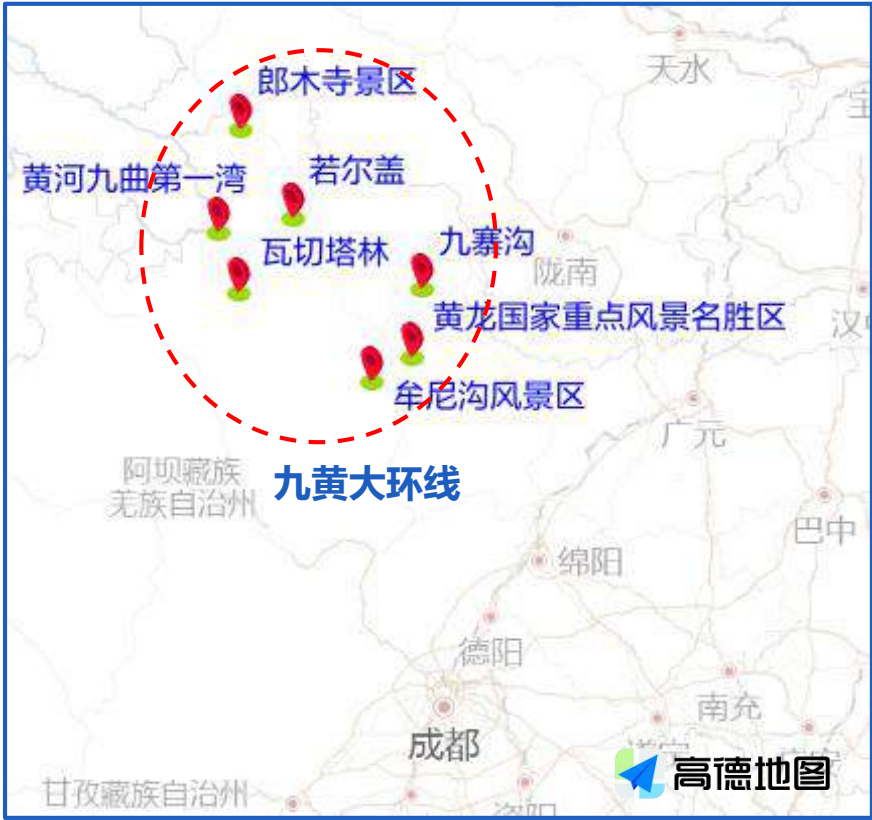 天水
郎木寺景区
黄河九曲第一湾
若尔盖
瓦切塔林
九寨沟
陇南
黄龙国家重点风景名胜区
牟尼沟风景区
广元
九黄大环线
阿坝藏族
羌族自治州
巴中
绵阳
德阳
南充
成都
高德地图
甘孜藏族自治州